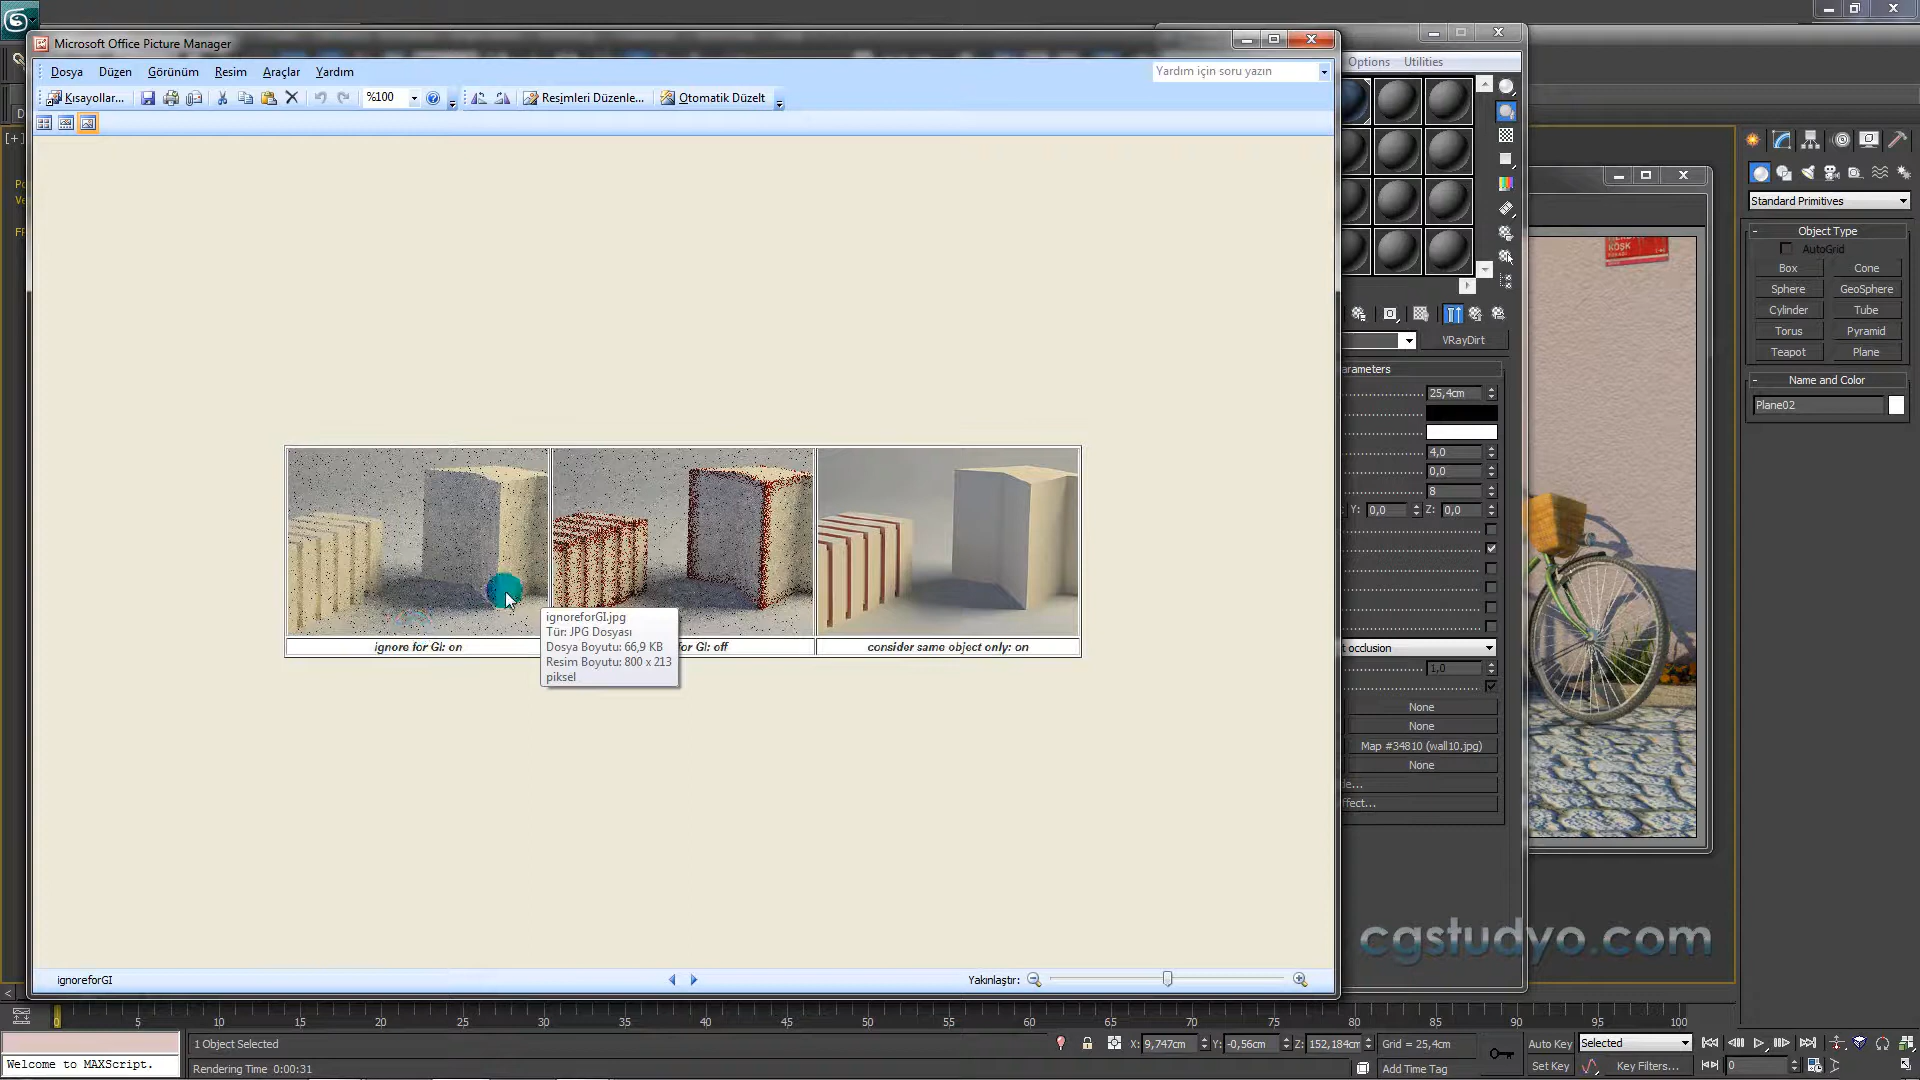 Microsoft Office Picture Manager
Dosya Düzen Görünüm Resim Araçlar Yardım
Yardım için soru yazın
Kısayollar... %100 Resimleri Düzenle... Otomatik Düzelt
ignore for GI: on
for GI: off
consider same object only: on
ignoreforGI.jpg
Tür: JPG Dosyası
Dosya Boyutu: 66,9 KB
Resim Boyutu: 800 x 213
piksel
ignoreforGI
Yakınlaştır:
Options Utilities
VRayDirt
arameters
25,4cm
4,0
0,0
8
Y: 0,0 Z: 0,0
t occlusion
1,0
None
None
Map #34810 (wall10.jpg)
None
de...
ffect...
KÖŞK
Standard Primitives
- Object Type
AutoGrid
Box Cone
Sphere GeoSphere
Cylinder Tube
Torus Pyramid
Teapot Plane
- Name and Color
Plane02
cgstudyo.com
0 5 10 15 20 25 30 35 40 45 50 55 60 65 70 75 80 85 90 95 100
1 Object Selected X: 9,747cm Y: -0,56cm Z: 152,184cm Grid = 25,4cm Auto Key Selected
Welcome to MAXScript. Rendering Time 0:00:31 Add Time Tag Set Key Key Filters... 0